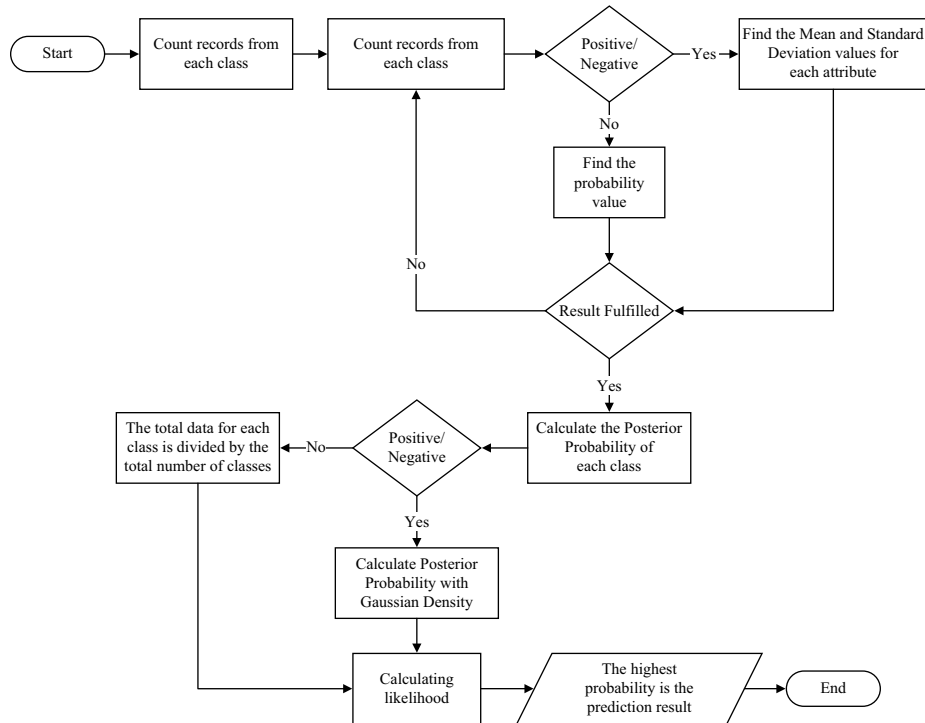 Start
Count records from
each class
Count records from
each class
Positive/
Negative
Yes
Find the Mean and Standard
Deviation values for
each attribute
No
Find the
probability
value
No
Result Fulfilled
Yes
The total data for each
class is divided by the
total number of classes
No
Positive/
Negative
Calculate the Posterior
Probability of
each class
Yes
Calculate Posterior
Probability with
Gaussian Density
Calculating
likelihood
The highest
probability is the
prediction result
End